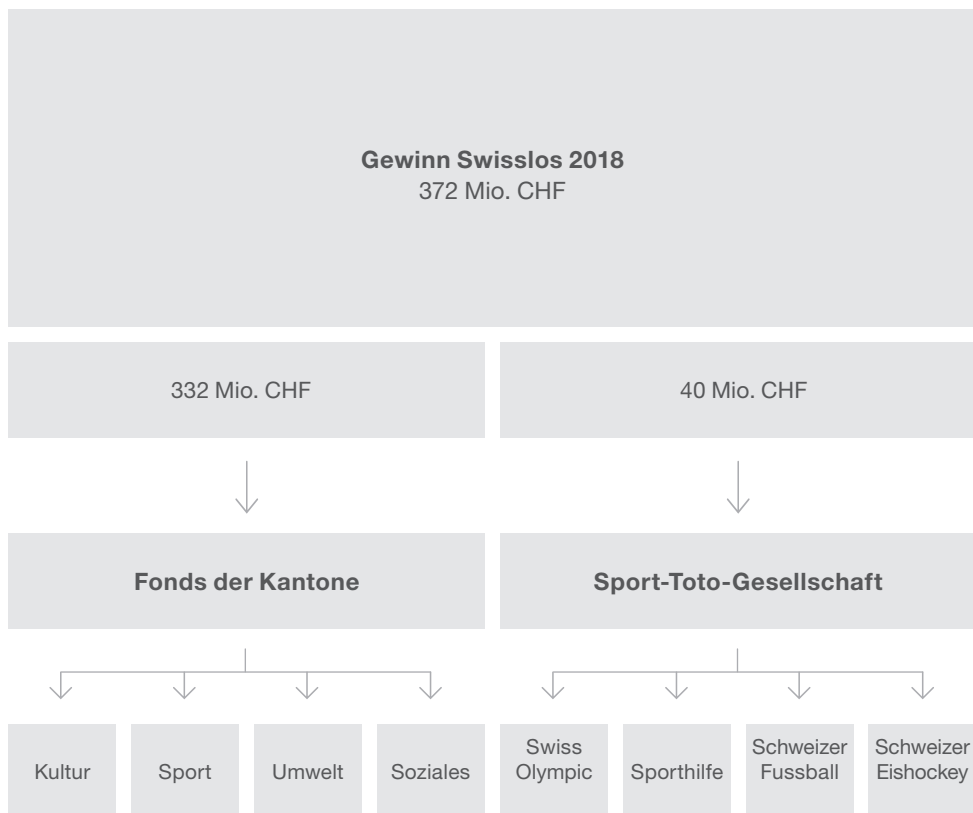 Gewinn Swisslos 2018
372 Mio. CHF
332 Mio. CHF
40 Mio. CHF
Fonds der Kantone
Sport-Toto-Gesellschaft
Kultur
Sport
Umwelt
Soziales
Swiss
Olympic
Sporthilfe
Schweizer
Fussball
Schweizer
Eishockey